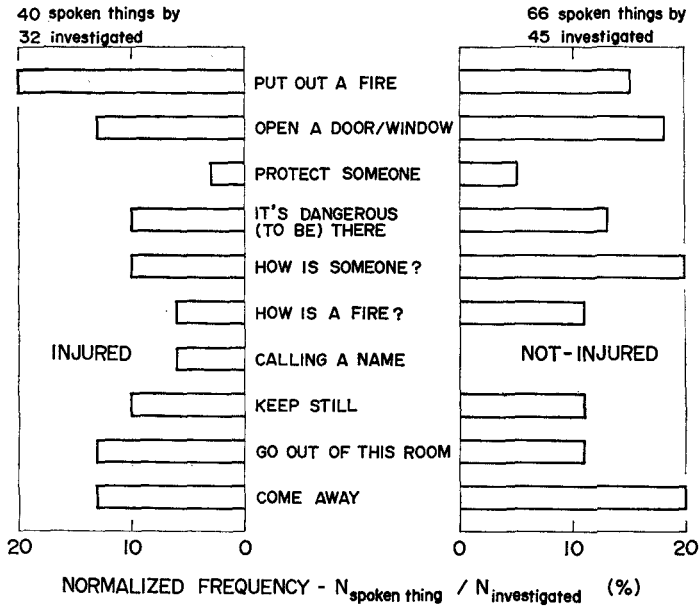 40 spoken things by
32 investigated
66 spoken things by
45 investigated
PUT OUT A FIRE
OPEN A DOOR/WINDOW
PROTECT SOMEONE
IT'S DANGEROUS
(TO BE) THERE
HOW IS SOMEONE?
HOW IS A FIRE?
INJURED
CALLING A NAME
NOT-INJURED
KEEP STILL
GO OUT OF THIS ROOM
COME AWAY
20 10 0 0 10 20
NORMALIZED FREQUENCY - N spoken thing / N investigated (%)